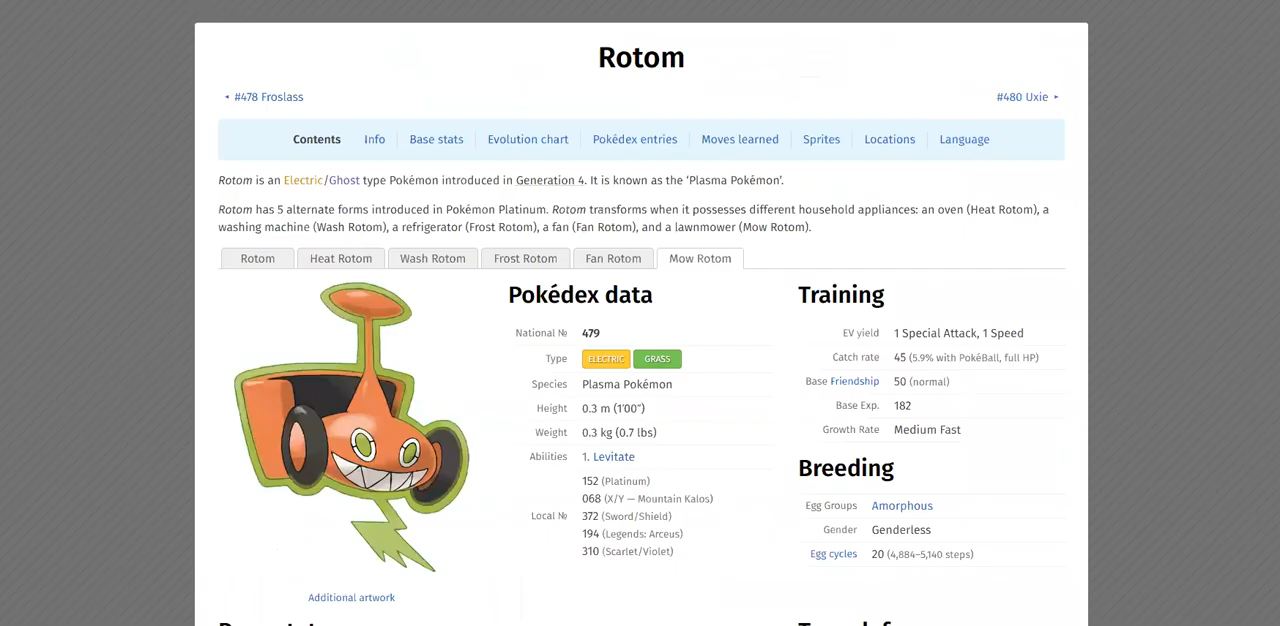 Rotom
◂ #478 Froslass
#480 Uxie ▸
Contents Info Base stats Evolution chart Pokédex entries Moves learned Sprites Locations Language
Rotom is an Electric/Ghost type Pokémon introduced in Generation 4. It is known as the ‘Plasma Pokémon’.
Rotom has 5 alternate forms introduced in Pokémon Platinum. Rotom transforms when it possesses different household appliances: an oven (Heat Rotom), a
washing machine (Wash Rotom), a refrigerator (Frost Rotom), a fan (Fan Rotom), and a lawnmower (Mow Rotom).
Rotom Heat Rotom Wash Rotom Frost Rotom Fan Rotom Mow Rotom
Additional artwork
Pokédex data
National № 479
Type ELECTRIC GRASS
Species Plasma Pokémon
Height 0.3 m (1′00″)
Weight 0.3 kg (0.7 lbs)
Abilities 1. Levitate
Local № 152 (Platinum)
068 (X/Y — Mountain Kalos)
372 (Sword/Shield)
194 (Legends: Arceus)
310 (Scarlet/Violet)
Training
EV yield 1 Special Attack, 1 Speed
Catch rate 45 (5.9% with PokéBall, full HP)
Base Friendship 50 (normal)
Base Exp. 182
Growth Rate Medium Fast
Breeding
Egg Groups Amorphous
Gender Genderless
Egg cycles 20 (4,884–5,140 steps)